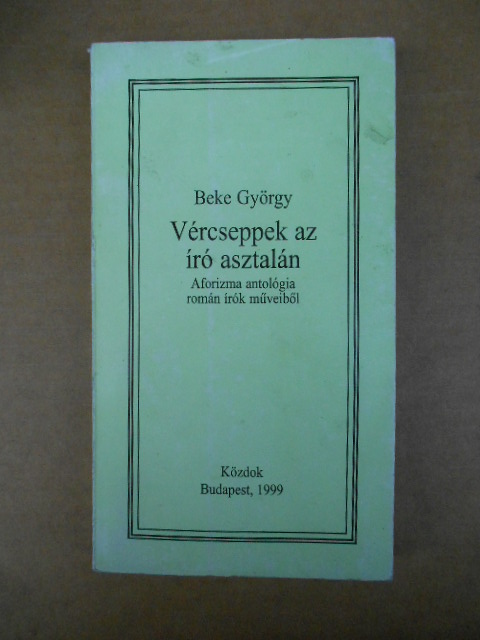 Beke György
Vércseppek az
író asztalán
Aforizma antológia
román írók műveiből
Közdok
Budapest, 1999